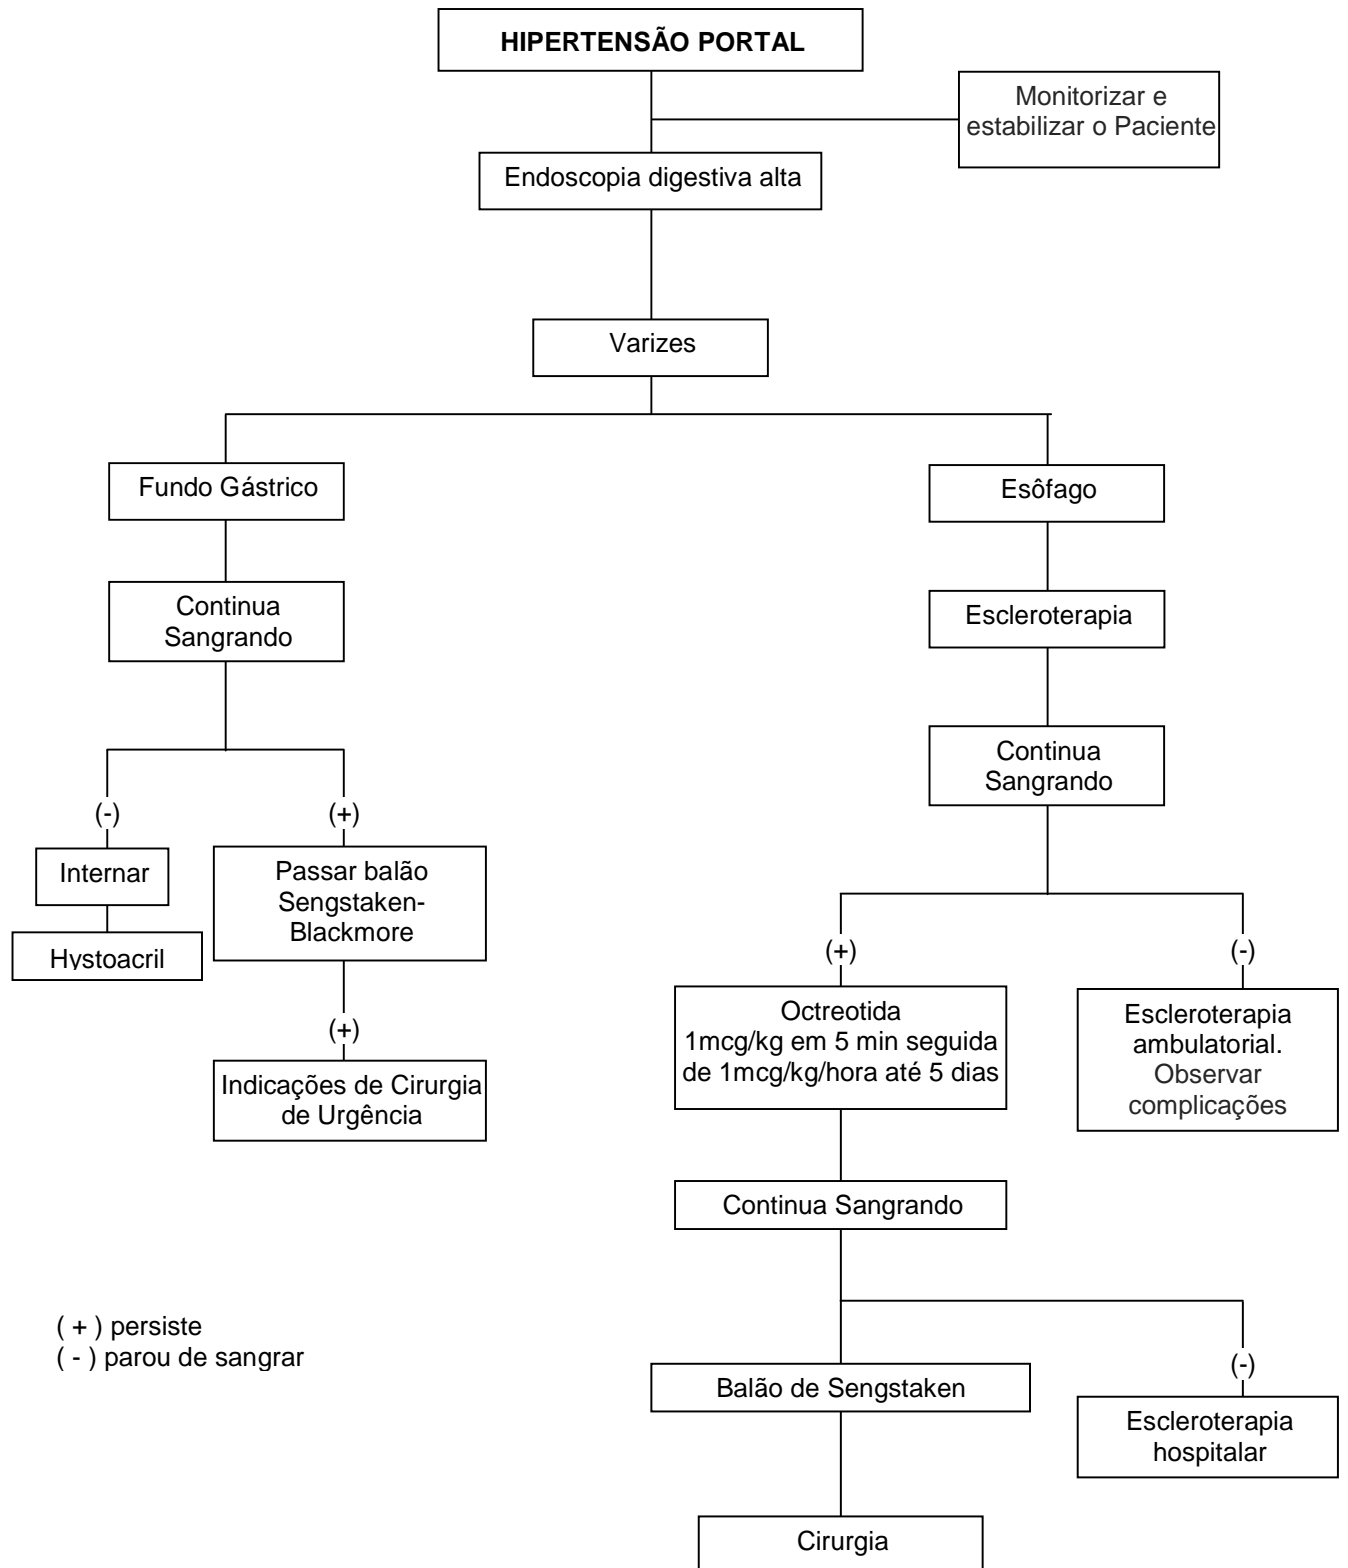 HIPERTENSÃO PORTAL
Monitorizar e
estabilizar o Paciente
Endoscopia digestiva alta
Varizes
Fundo Gástrico
Esôfago
Continua
Sangrando
Escleroterapia
Continua
Sangrando
(-)
(+)
Internar
Passar balão
Sengstaken-
Blackmore
Hystoacril
(+)
(-)
Octreotida
1mcg/kg em 5 min seguida
de 1mcg/kg/hora até 5 dias
Escleroterapia
ambulatorial.
Observar
complicações
(+)
Indicações de Cirurgia
de Urgência
Continua Sangrando
( + ) persiste
( - ) parou de sangrar
(-)
Balão de Sengstaken
Escleroterapia
hospitalar
Cirurgia